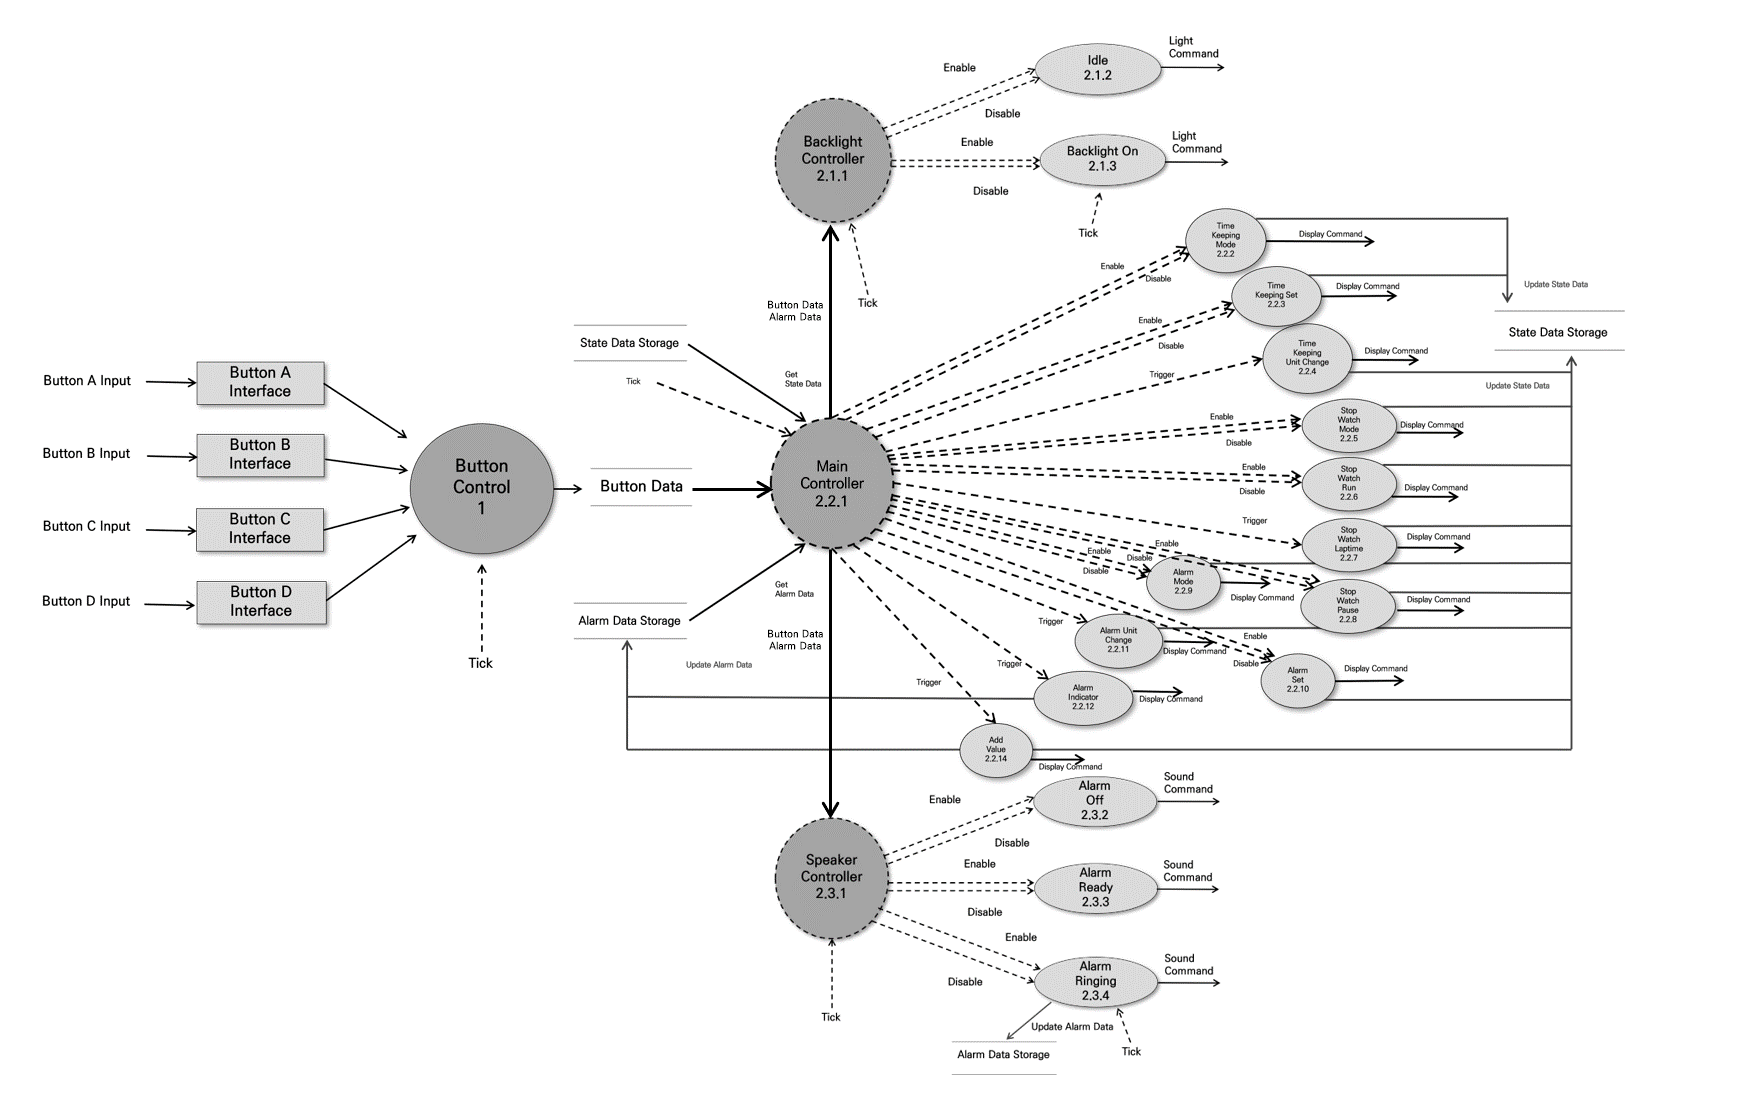 Light
Command
Idle
2.1.2
Enable
Disable
Backlight
Controller
2.1.1
Enable
Disable
Backlight On
2.1.3
Light
Command
Tick
Tick
Button Data
Alarm Data
Time
Keeping
Mode
2.2.2
Display Command
Enable
Disable
Time
Keeping Set
2.2.3
Display Command
Update State Data
State Data Storage
Enable
Disable
Time
Keeping
Unit Change
2.2.4
Display Command
Trigger
Update State Data
State Data Storage
Tick
Get
State Data
Button A Input
Button A
Interface
Button B Input
Button B
Interface
Button C Input
Button C
Interface
Button D Input
Button D
Interface
Button
Control
1
Tick
Button Data
Main
Controller
2.2.1
Enable
Disable
Stop
Watch
Mode
2.2.5
Display Command
Enable
Disable
Stop
Watch
Run
2.2.6
Display Command
Trigger
Stop
Watch
Laptime
2.2.7
Display Command
Enable
Disable
Enable
Disable
Alarm
Mode
2.2.9
Display Command
Stop
Watch
Pause
2.2.8
Display Command
Get
Alarm Data
Alarm Data Storage
Button Data
Alarm Data
Update Alarm Data
Trigger
Alarm Unit
Change
2.2.11
Display Command
Enable
Disable
Alarm
Set
2.2.10
Display Command
Trigger
Alarm
Indicator
2.2.12
Display Command
Trigger
Add
Value
2.2.14
Display Command
Enable
Disable
Alarm
Off
2.3.2
Sound
Command
Speaker
Controller
2.3.1
Enable
Disable
Alarm
Ready
2.3.3
Sound
Command
Enable
Disable
Alarm
Ringing
2.3.4
Sound
Command
Tick
Update Alarm Data
Tick
Alarm Data Storage